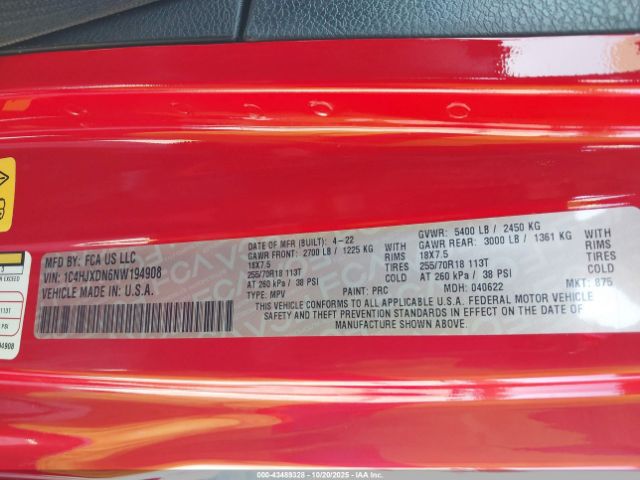 MFD BY: FCA US LLC
VIN: 1C4HJXDN6NW194908
VEHICLE MADE IN U.S.A.
DATE OF MFR (BUILT): 4-22 GVWR: 5400 LB / 2450 KG
GAWR FRONT: 2700 LB / 1225 KG WITH GAWR REAR: 3000 LB / 1361 KG WITH
18X7.5 RIMS 18X7.5 RIMS
255/70R18 113T TIRES 255/70R18 113T TIRES
AT 260 kPa / 38 PSI COLD AT 260 kPa / 38 PSI COLD
TYPE: MPV PAINT: PRC MDH: 040622 MKT: 875
THIS VEHICLE CONFORMS TO ALL APPLICABLE U.S.A. FEDERAL MOTOR VEHICLE
SAFETY AND THEFT PREVENTION STANDARDS IN EFFECT ON THE DATE OF
MANUFACTURE SHOWN ABOVE.
113T
PSI
94908
000-43489328 - 10/20/2025 - IAAI.COM